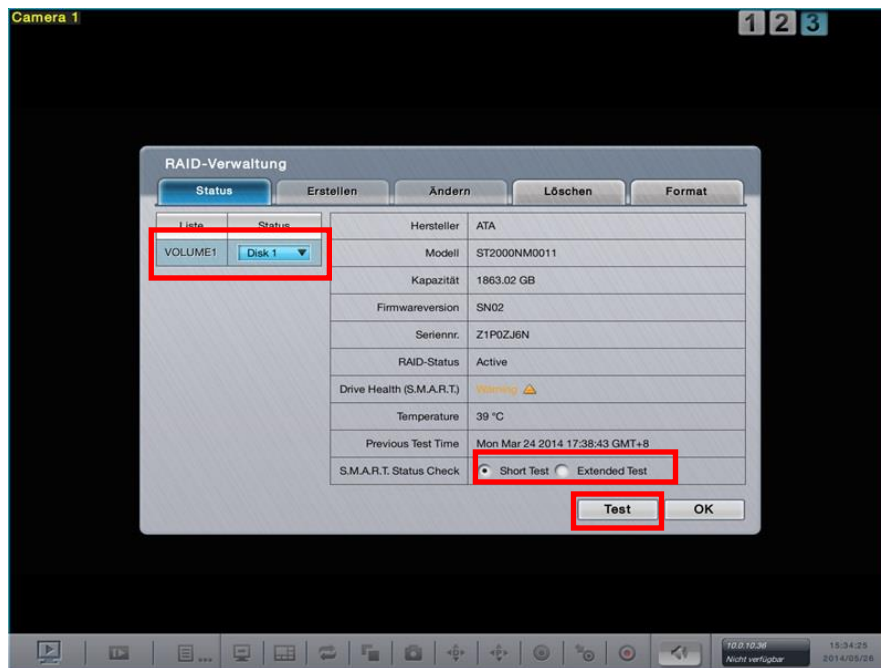 Camera 1
1 2 3
RAID-Verwaltung
Status Erstellen Ändern Löschen Format
Liste Status
VOLUME1 Disk 1
Hersteller ATA
Modell ST2000NM0011
Kapazität 1863.02 GB
Firmwareversion SN02
Seriennr. Z1P0ZJ6N
RAID-Status Active
Drive Health (S.M.A.R.T.) Warning
Temperature 39 °C
Previous Test Time Mon Mar 24 2014 17:38:43 GMT+8
S.M.A.R.T. Status Check Short Test Extended Test
Test OK
10.0.10.36 15:34:25
Nicht verfügbar 2014/05/26